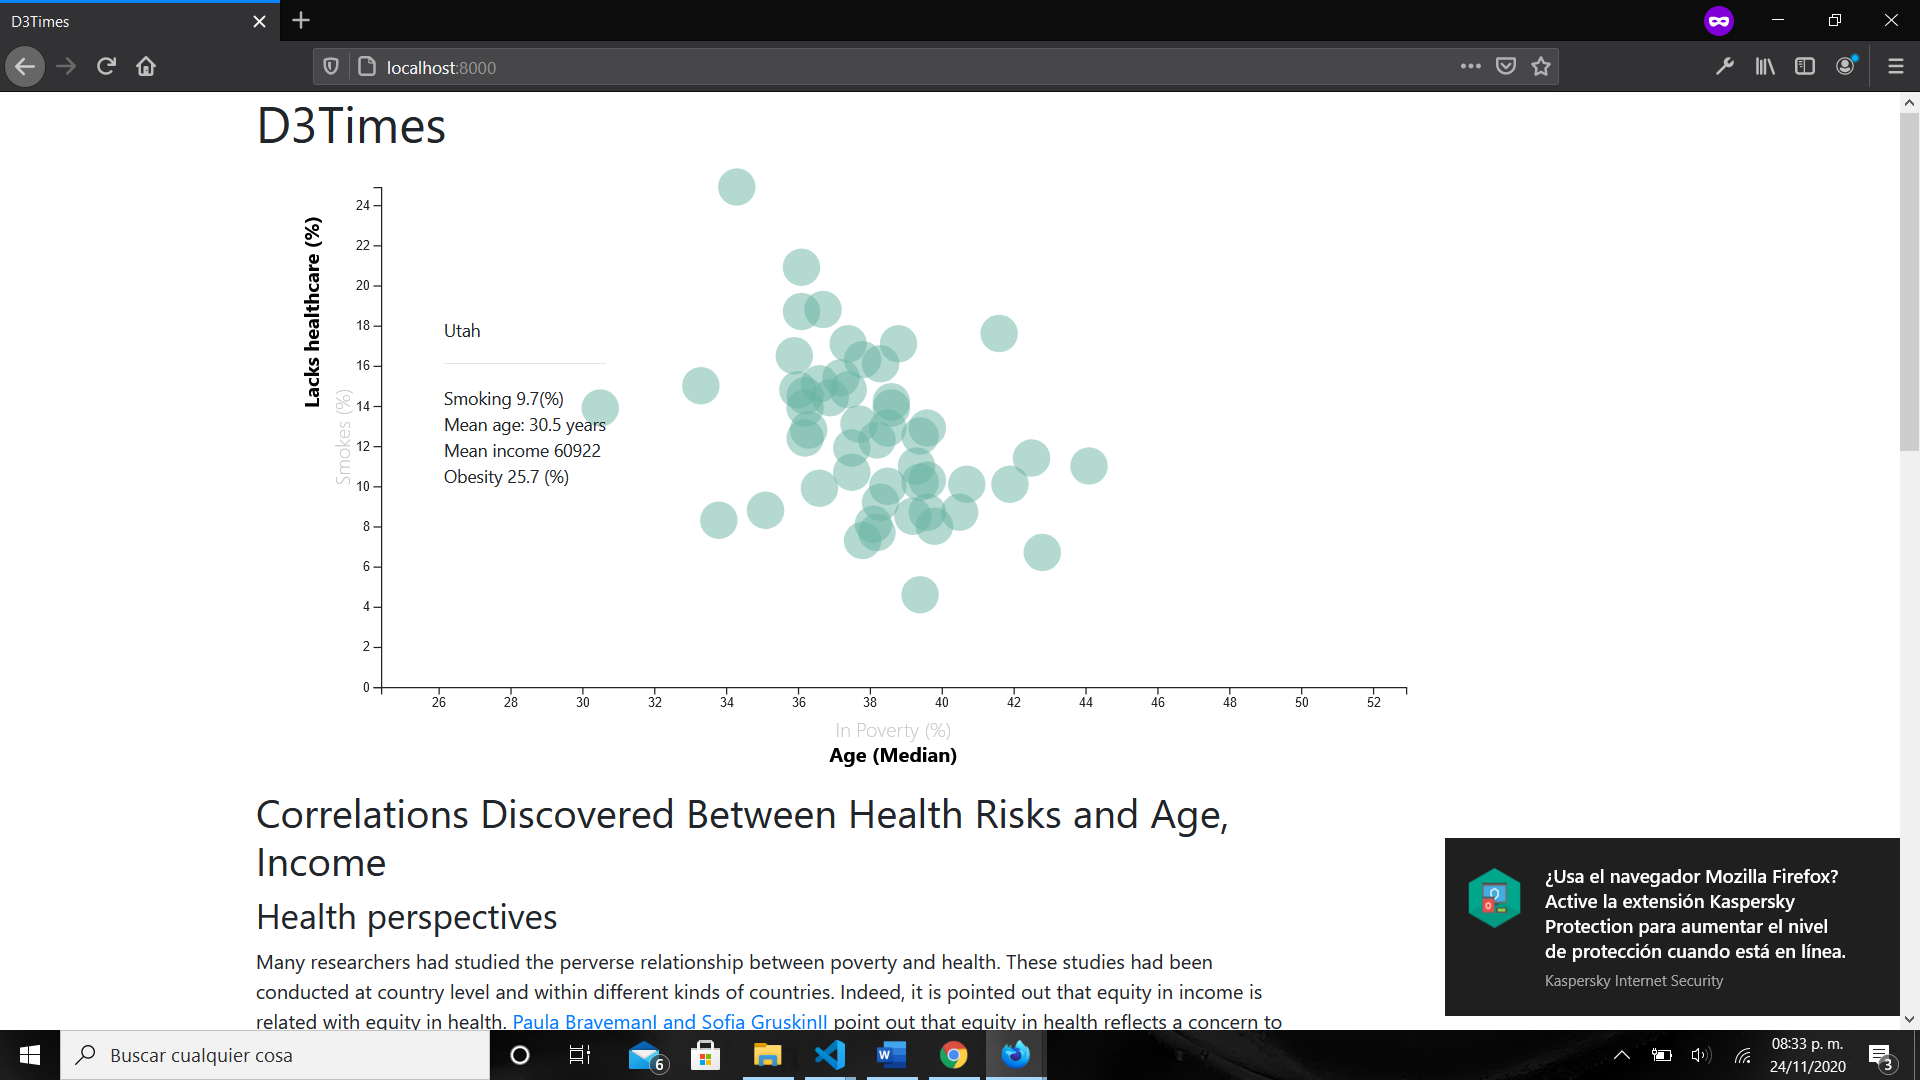 D3Times
localhost:8000
D3Times
24
22
20
18
16
14
12
10
8
6
4
2
0
Lacks healthcare (%)
Smokes (%)
Utah
Smoking 9.7(%)
Mean age: 30.5 years
Mean income 60922
Obesity 25.7 (%)
26 28 30 32 34 36 38 40 42 44 46 48 50 52
In Poverty (%)
Age (Median)
Correlations Discovered Between Health Risks and Age,
Income
Health perspectives
Many researchers had studied the perverse relationship between poverty and health. These studies had been
conducted at country level and within different kinds of countries. Indeed, it is pointed out that equity in income is
related with equity in health. Paula BravemanI and Sofia GruskinII point out that equity in health reflects a concern to
¿Usa el navegador Mozilla Firefox?
Active la extensión Kaspersky
Protection para aumentar el nivel
de protección cuando está en línea.
Kaspersky Internet Security
Buscar cualquier cosa
6
08:33 p. m.
24/11/2020
3